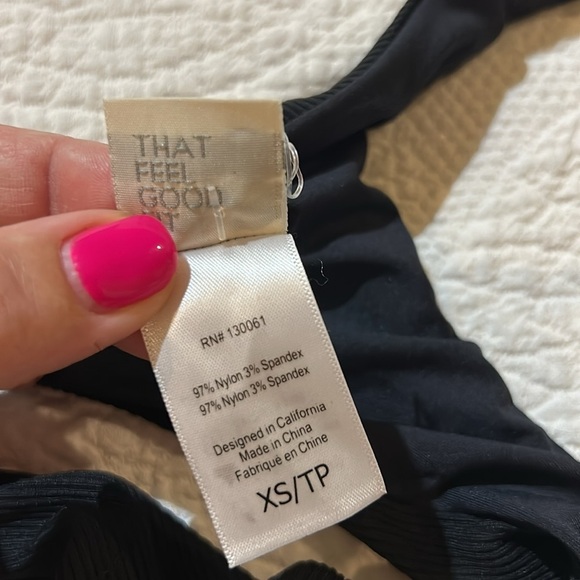 THAT
FEEL
GOOD
RN# 130061
97% Nylon 3% Spandex
97% Nylon 3% Spandex
Designed in California
Made in China
Fabriqué en Chine
XS/TP